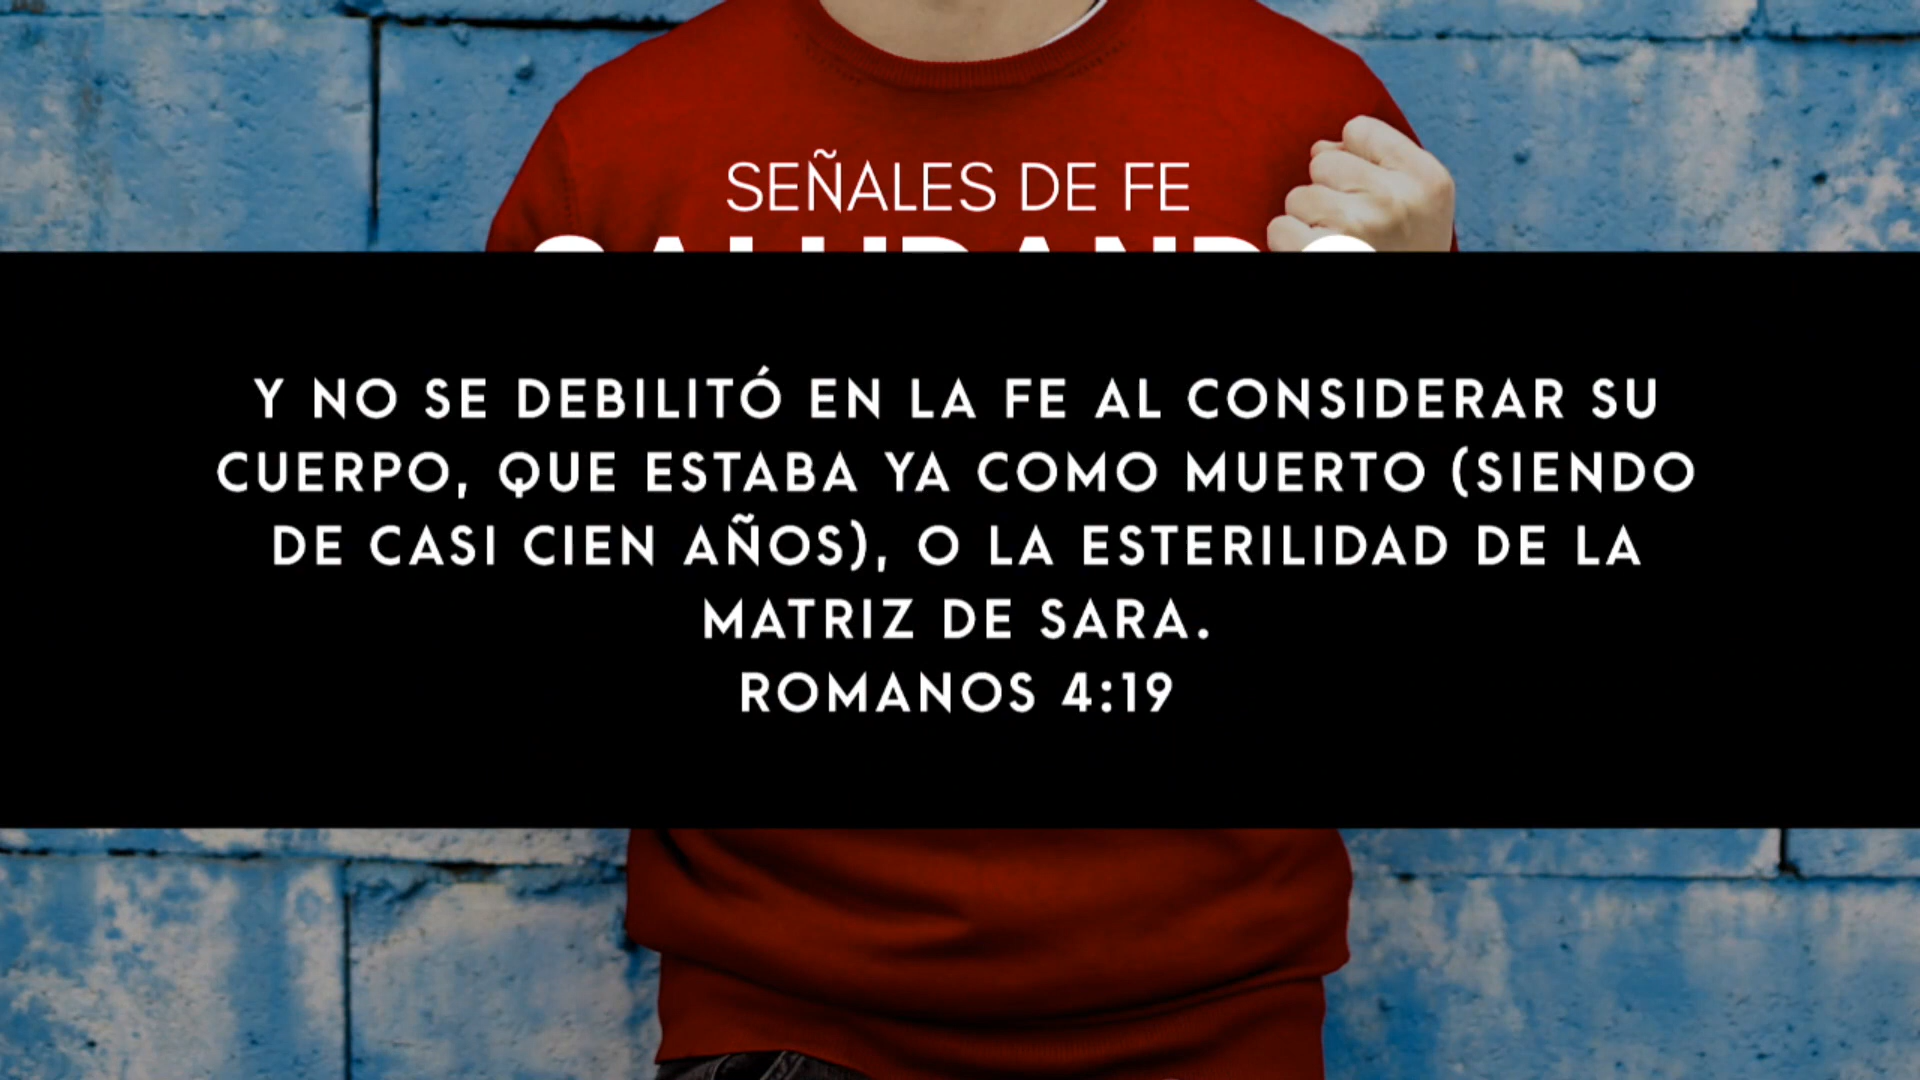 SEÑALES DE FE
Y NO SE DEBILITÓ EN LA FE AL CONSIDERAR SU
CUERPO, QUE ESTABA YA COMO MUERTO (SIENDO
DE CASI CIEN AÑOS), O LA ESTERILIDAD DE LA
MATRIZ DE SARA.
ROMANOS 4:19